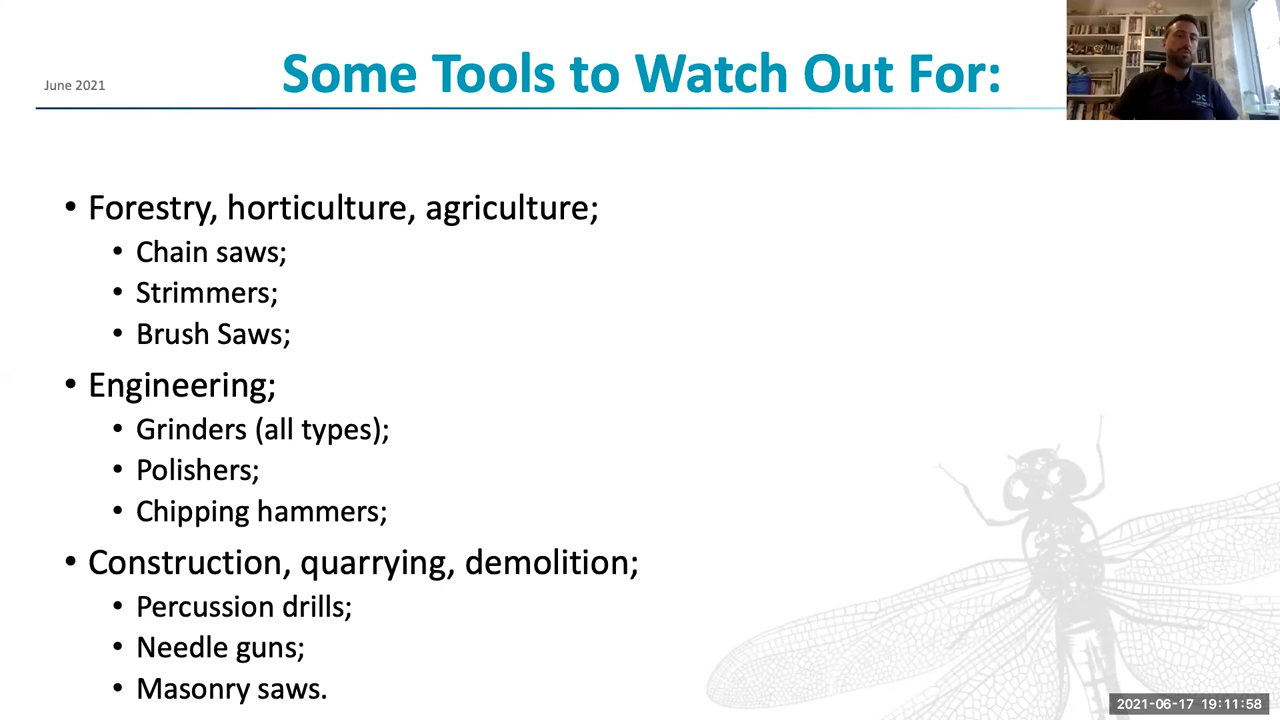 June 2021
Some Tools to Watch Out For:
• Forestry, horticulture, agriculture;
• Chain saws;
• Strimmers;
• Brush Saws;
• Engineering;
• Grinders (all types);
• Polishers;
• Chipping hammers;
• Construction, quarrying, demolition;
• Percussion drills;
• Needle guns;
• Masonry saws.
2021-06-17 19:11:58